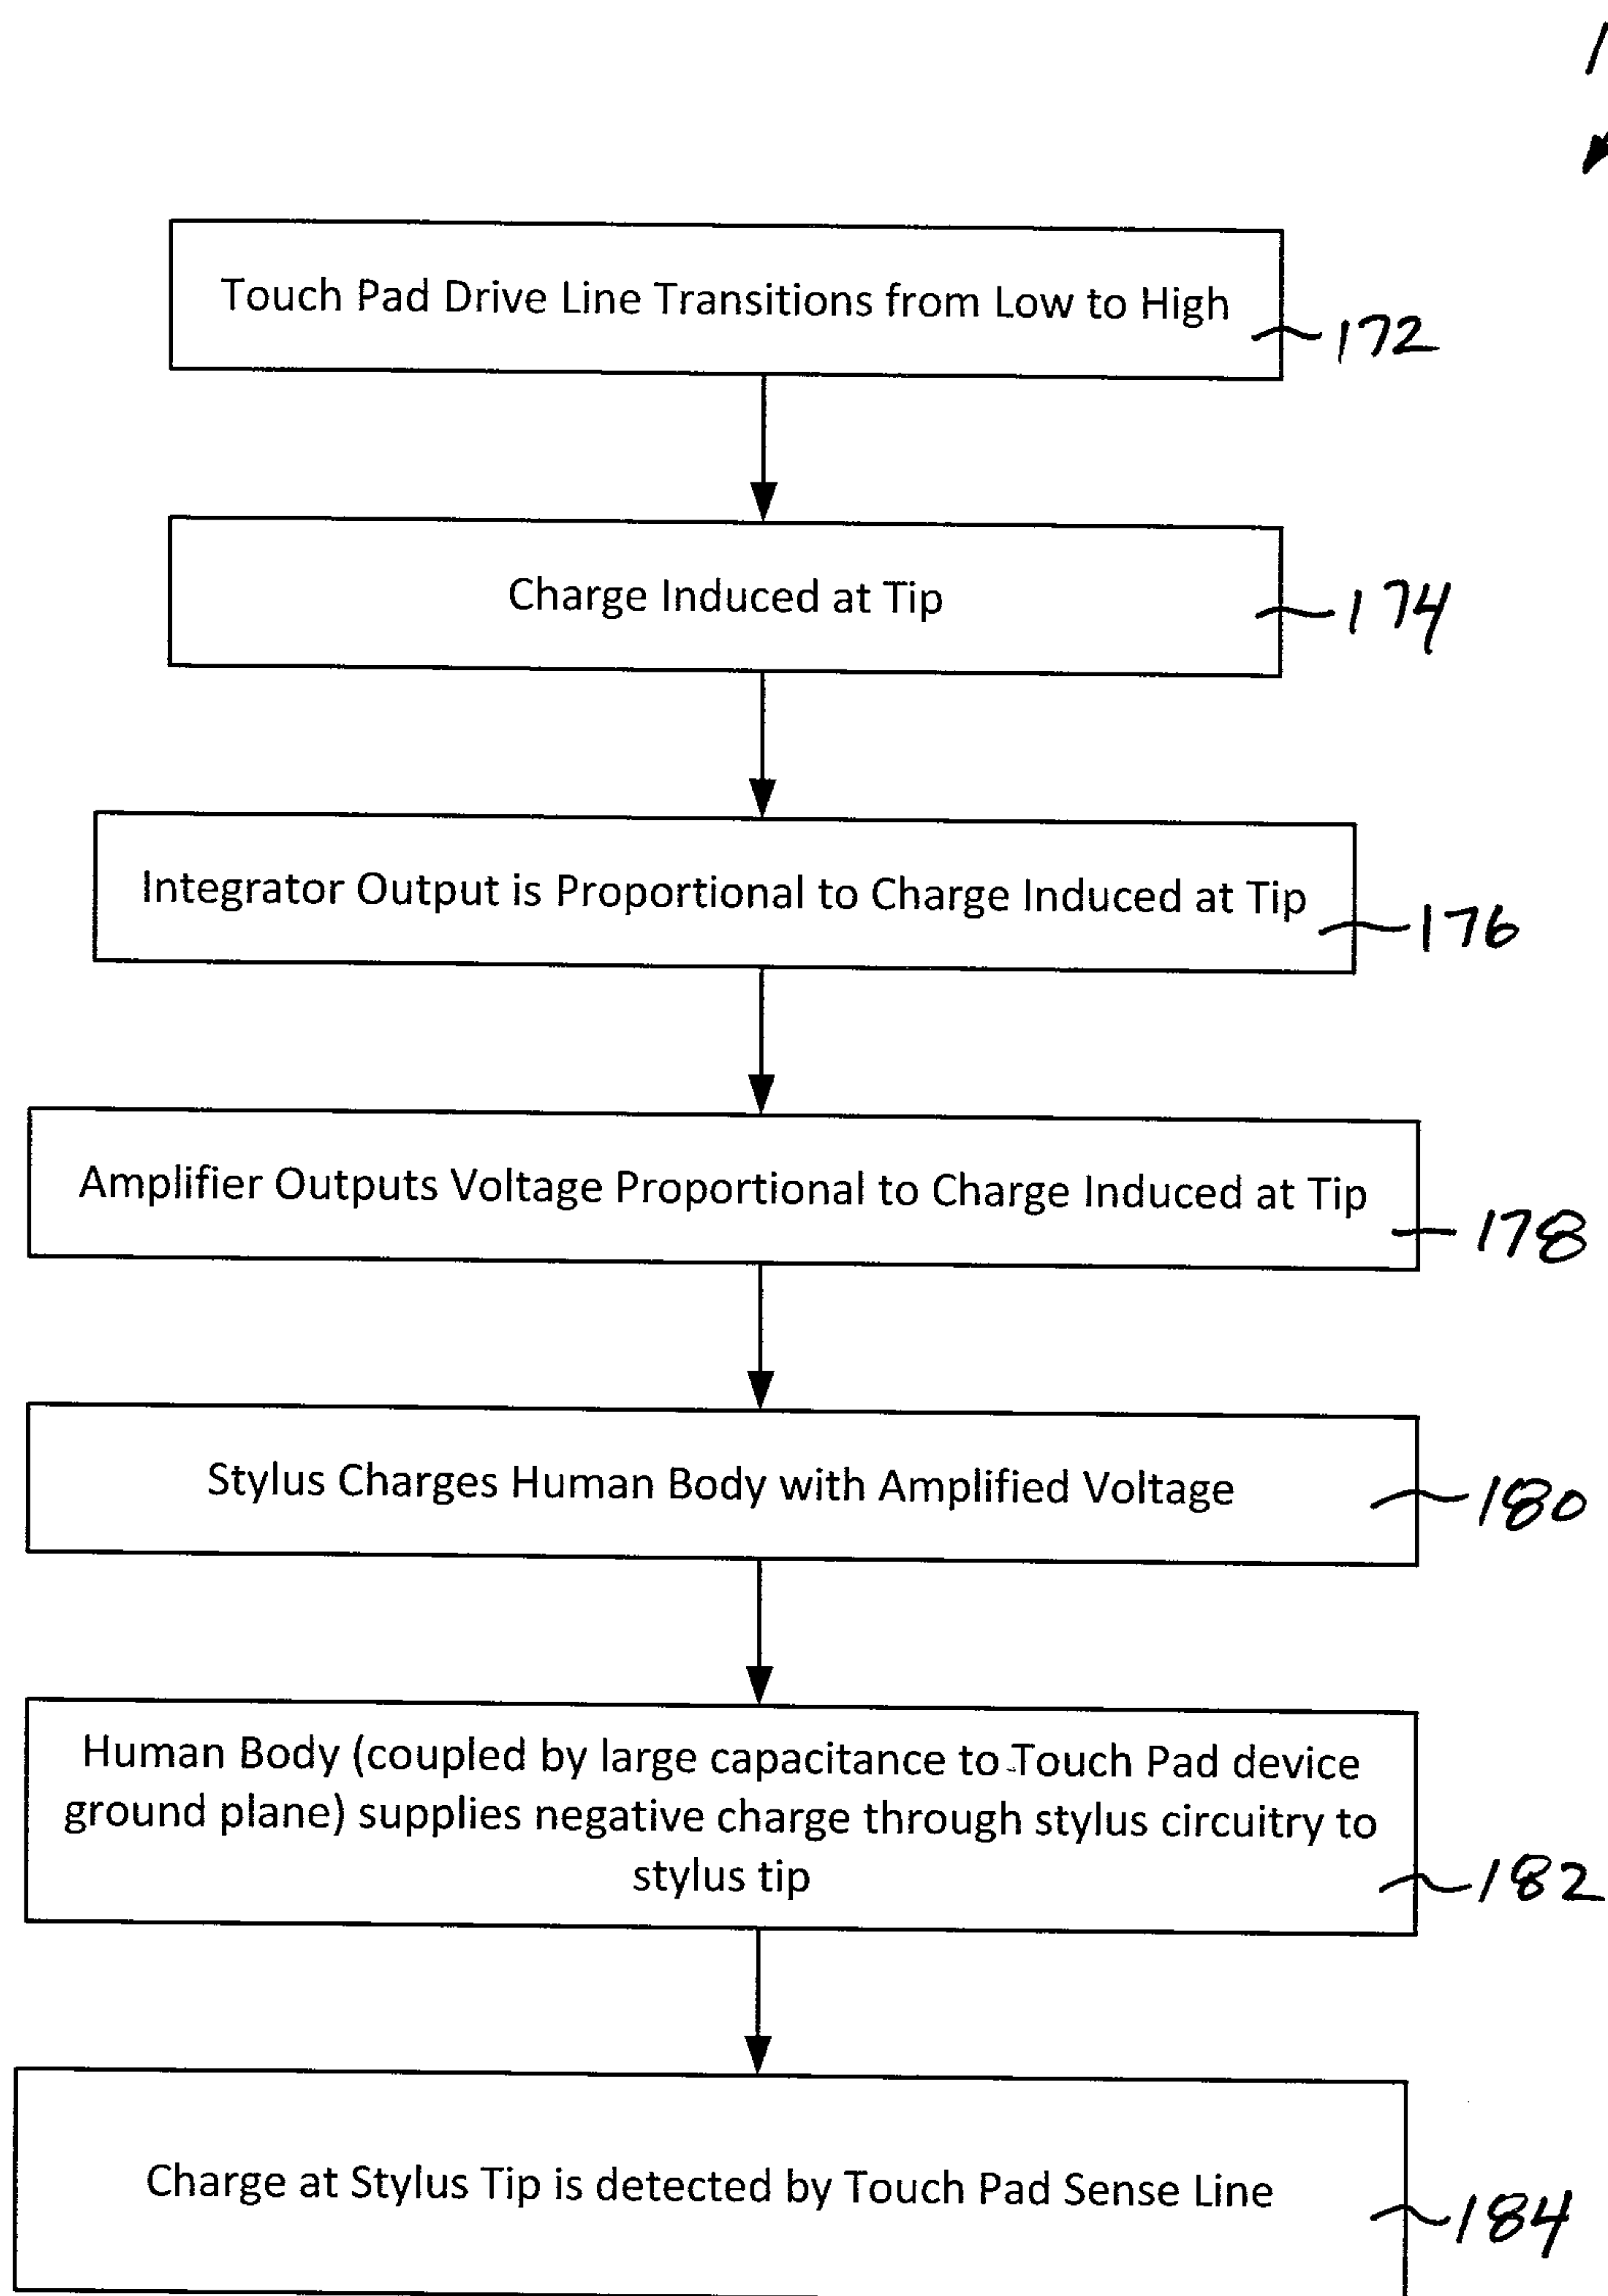 Touch Pad Drive Line Transitions from Low to High
172
Charge Induced at Tip
174
Integrator Output is Proportional to Charge Induced at Tip
176
Amplifier Outputs Voltage Proportional to Charge Induced at Tip
178
Stylus Charges Human Body with Amplified Voltage
180
Human Body (coupled by large capacitance to Touch Pad device
ground plane) supplies negative charge through stylus circuitry to
stylus tip
182
Charge at Stylus Tip is detected by Touch Pad Sense Line
184